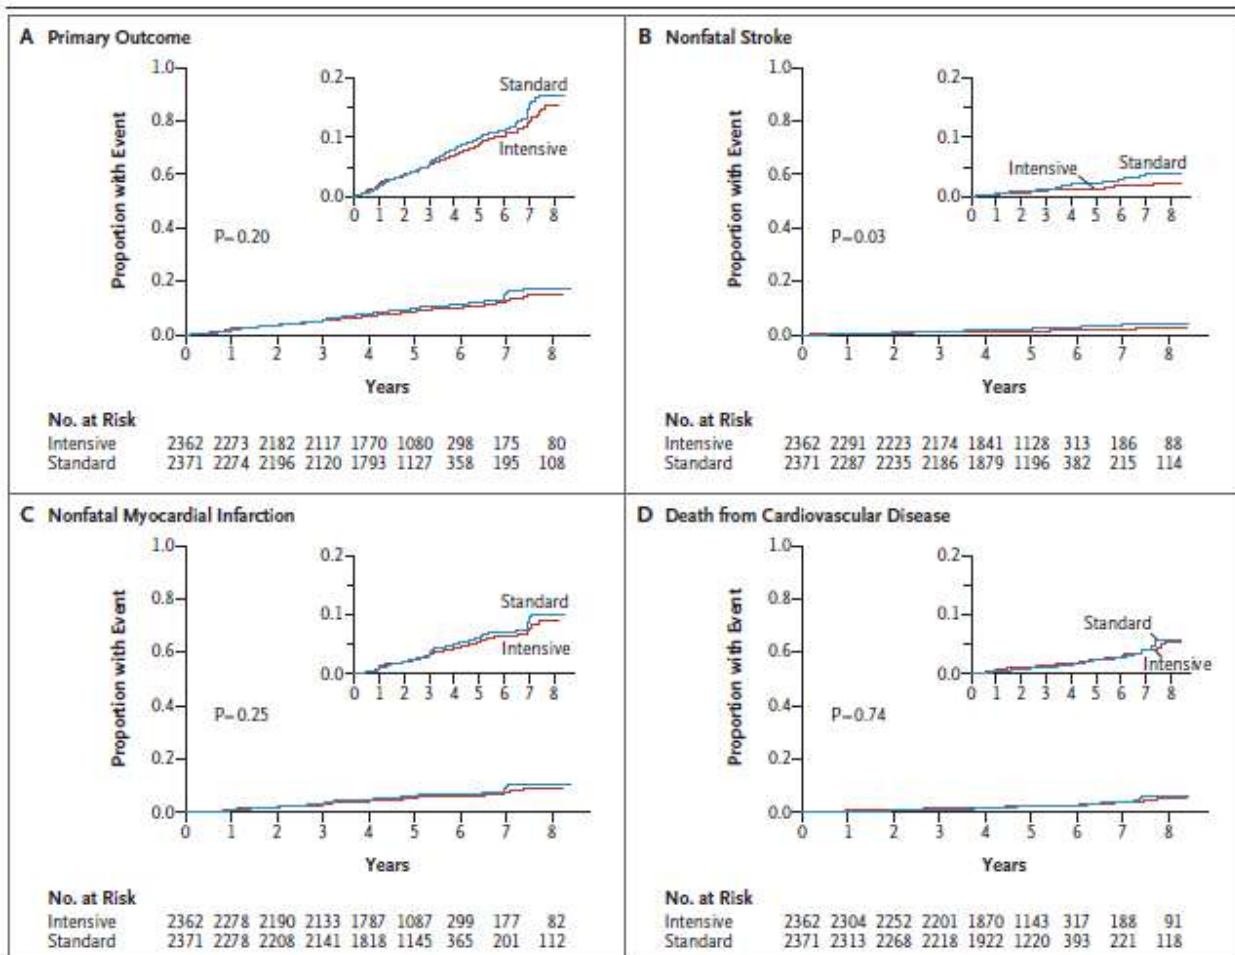 A Primary Outcome
Proportion with Event
1.0
0.8
0.6
0.4
0.2
0.0
0.2
0.1
0.0
Standard
Intensive
0 1 2 3 4 5 6 7 8
P=0.20
0 1 2 3 4 5 6 7 8
Years
No. at Risk
Intensive 2362 2273 2182 2117 1770 1080 298 175 80
Standard 2371 2274 2196 2120 1793 1127 358 195 108
B Nonfatal Stroke
Proportion with Event
1.0
0.8
0.6
0.4
0.2
0.0
0.2
0.1
0.0
Intensive Standard
0 1 2 3 4 5 6 7 8
P=0.03
0 1 2 3 4 5 6 7 8
Years
No. at Risk
Intensive 2362 2291 2223 2174 1841 1128 313 186 88
Standard 2371 2287 2235 2186 1879 1196 382 215 114
C Nonfatal Myocardial Infarction
Proportion with Event
1.0
0.8
0.6
0.4
0.2
0.0
0.2
0.1
0.0
Standard
Intensive
0 1 2 3 4 5 6 7 8
P=0.25
0 1 2 3 4 5 6 7 8
Years
No. at Risk
Intensive 2362 2278 2190 2133 1787 1087 299 177 82
Standard 2371 2278 2208 2141 1818 1145 365 201 112
D Death from Cardiovascular Disease
Proportion with Event
1.0
0.8
0.6
0.4
0.2
0.0
0.2
0.1
0.0
Standard
Intensive
0 1 2 3 4 5 6 7 8
P=0.74
0 1 2 3 4 5 6 7 8
Years
No. at Risk
Intensive 2362 2304 2252 2201 1870 1143 317 188 91
Standard 2371 2313 2268 2218 1922 1220 393 221 118